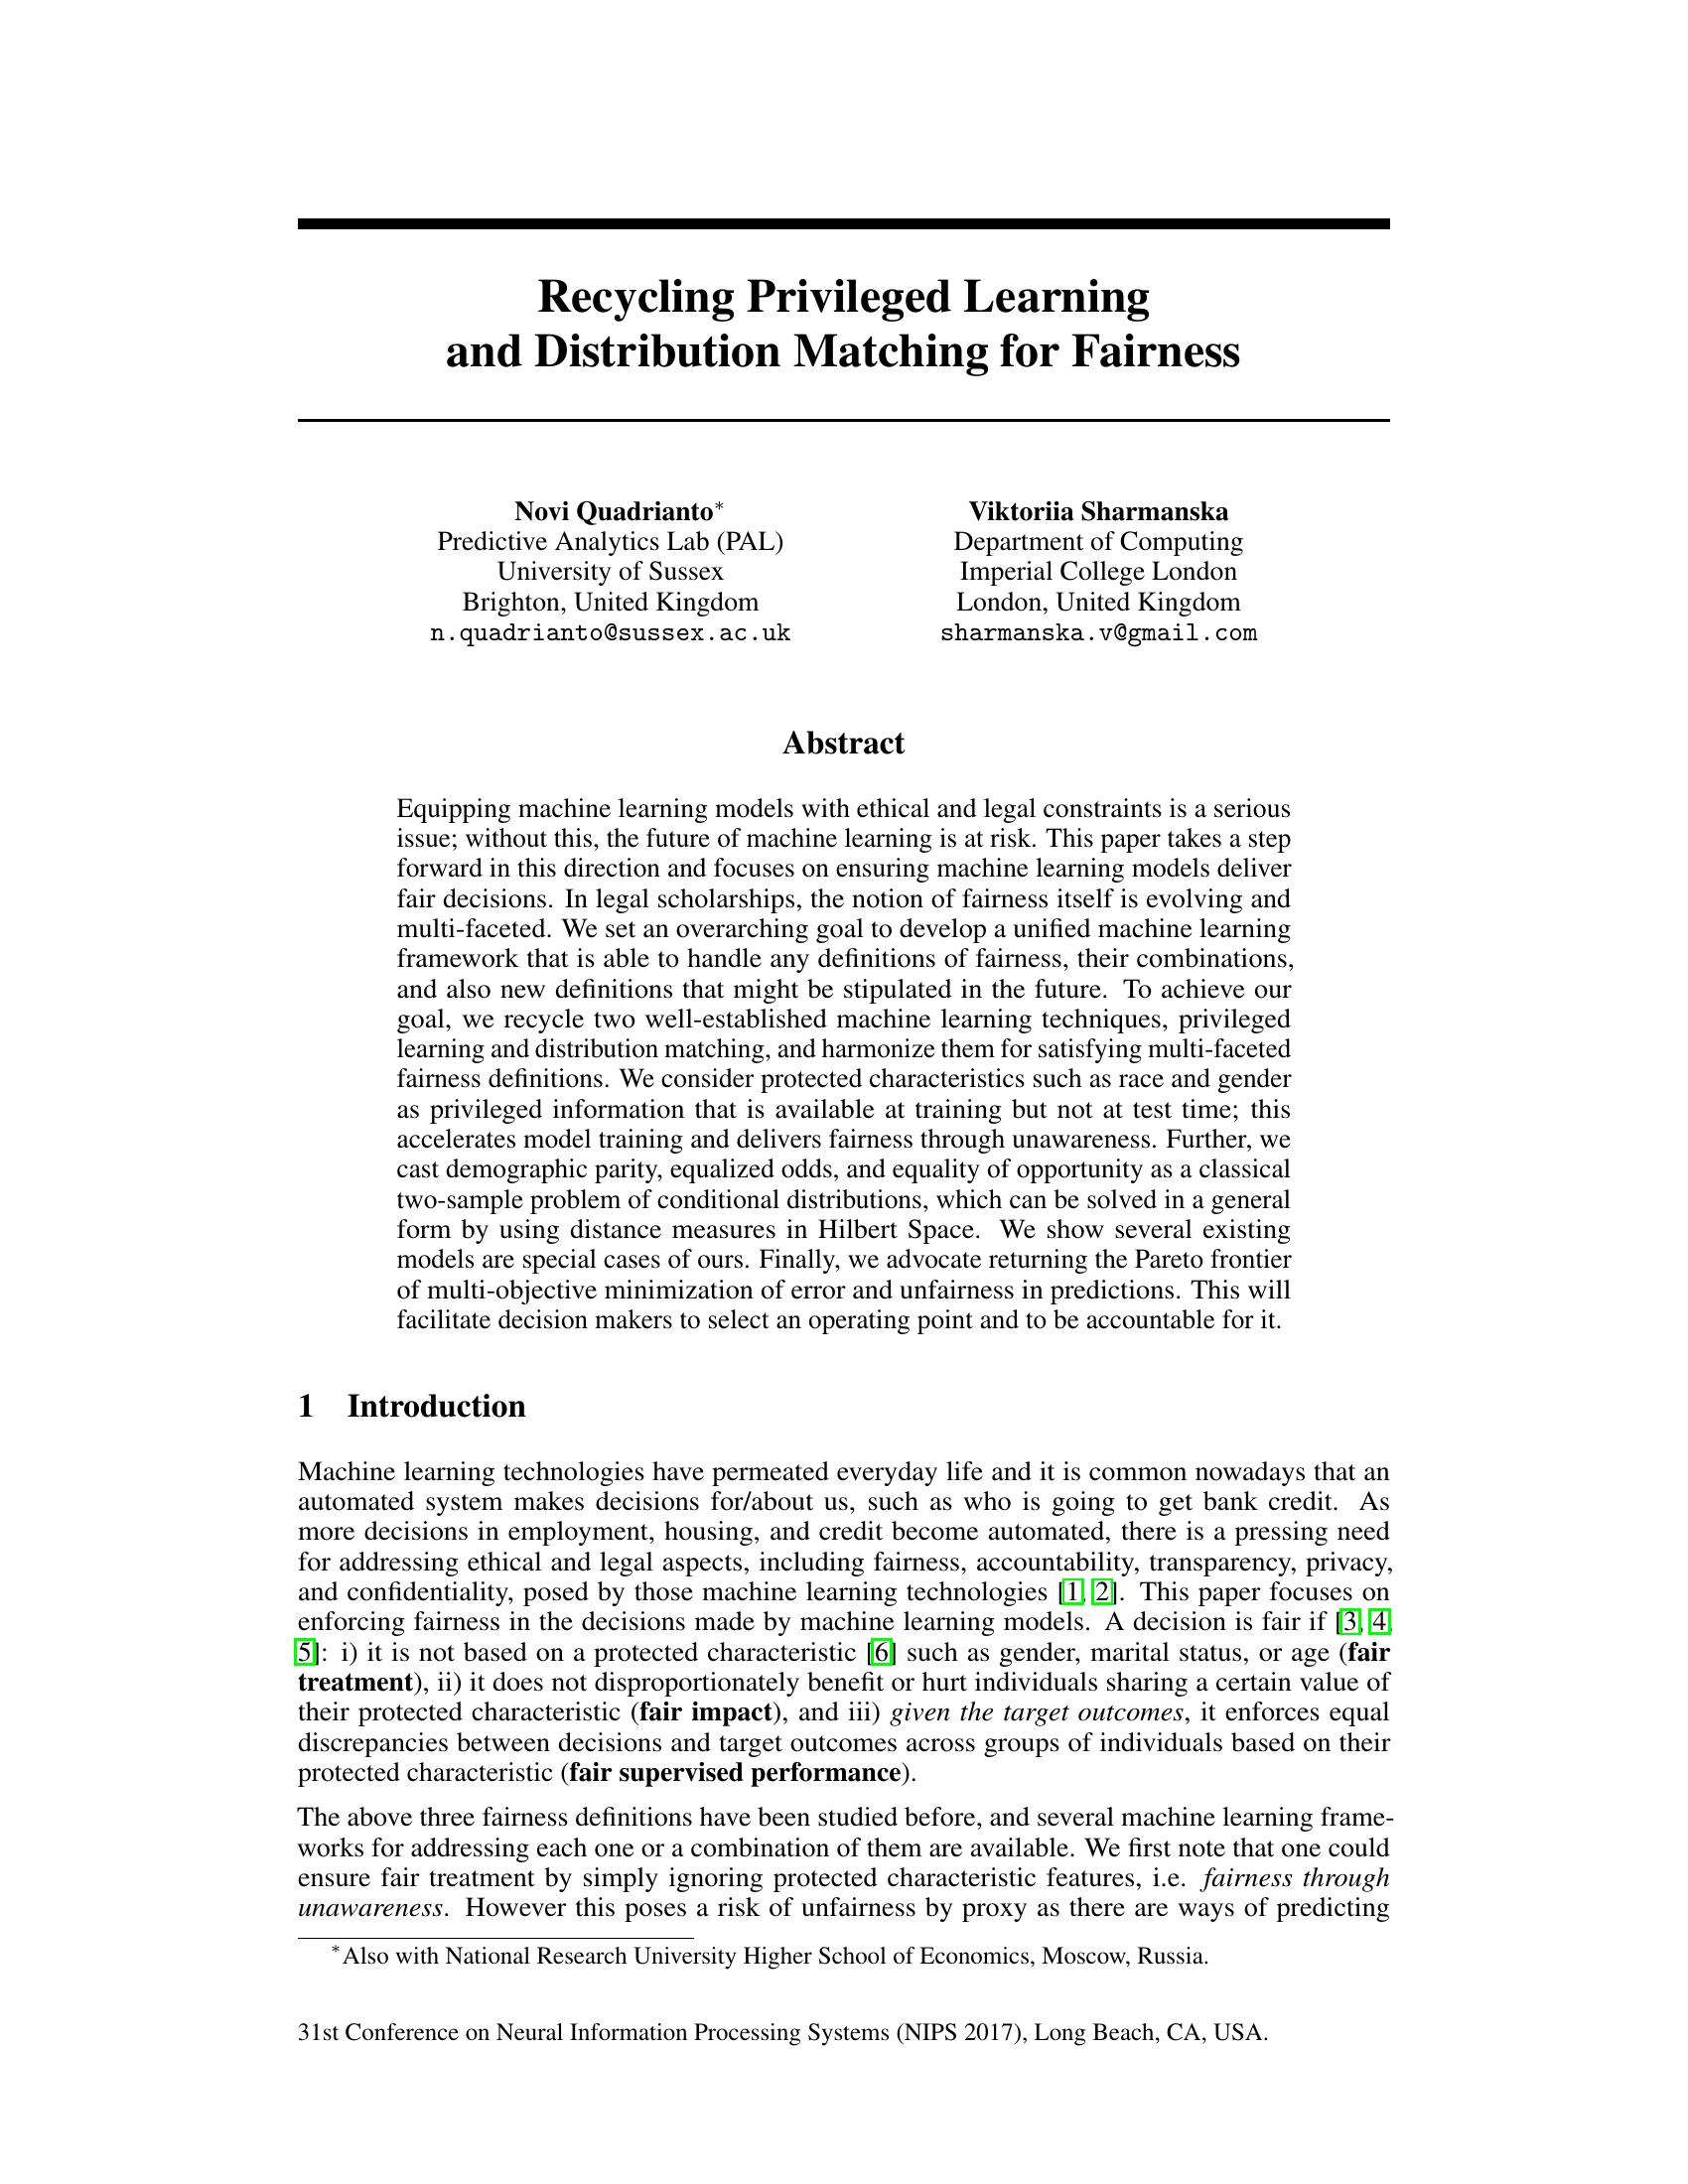 Recycling Privileged Learning
and Distribution Matching for Fairness
Novi Quadrianto*
Predictive Analytics Lab (PAL)
University of Sussex
Brighton, United Kingdom
n.quadrianto@sussex.ac.uk
Viktoriia Sharmanska
Department of Computing
Imperial College London
London, United Kingdom
sharmanska.v@gmail.com
Abstract
Equipping machine learning models with ethical and legal constraints is a serious
issue; without this, the future of machine learning is at risk. This paper takes a step
forward in this direction and focuses on ensuring machine learning models deliver
fair decisions. In legal scholarships, the notion of fairness itself is evolving and
multi-faceted. We set an overarching goal to develop a unified machine learning
framework that is able to handle any definitions of fairness, their combinations,
and also new definitions that might be stipulated in the future. To achieve our
goal, we recycle two well-established machine learning techniques, privileged
learning and distribution matching, and harmonize them for satisfying multi-faceted
fairness definitions. We consider protected characteristics such as race and gender
as privileged information that is available at training but not at test time; this
accelerates model training and delivers fairness through unawareness. Further, we
cast demographic parity, equalized odds, and equality of opportunity as a classical
two-sample problem of conditional distributions, which can be solved in a general
form by using distance measures in Hilbert Space. We show several existing
models are special cases of ours. Finally, we advocate returning the Pareto frontier
of multi-objective minimization of error and unfairness in predictions. This will
facilitate decision makers to select an operating point and to be accountable for it.
1 Introduction
Machine learning technologies have permeated everyday life and it is common nowadays that an
automated system makes decisions for/about us, such as who is going to get bank credit. As
more decisions in employment, housing, and credit become automated, there is a pressing need
for addressing ethical and legal aspects, including fairness, accountability, transparency, privacy,
and confidentiality, posed by those machine learning technologies [1, 2]. This paper focuses on
enforcing fairness in the decisions made by machine learning models. A decision is fair if [3, 4,
5]: i) it is not based on a protected characteristic [6] such as gender, marital status, or age (fair
treatment), ii) it does not disproportionately benefit or hurt individuals sharing a certain value of
their protected characteristic (fair impact), and iii) given the target outcomes, it enforces equal
discrepancies between decisions and target outcomes across groups of individuals based on their
protected characteristic (fair supervised performance).
The above three fairness definitions have been studied before, and several machine learning frame-
works for addressing each one or a combination of them are available. We first note that one could
ensure fair treatment by simply ignoring protected characteristic features, i.e. fairness through
unawareness. However this poses a risk of unfairness by proxy as there are ways of predicting
*Also with National Research University Higher School of Economics, Moscow, Russia.
31st Conference on Neural Information Processing Systems (NIPS 2017), Long Beach, CA, USA.